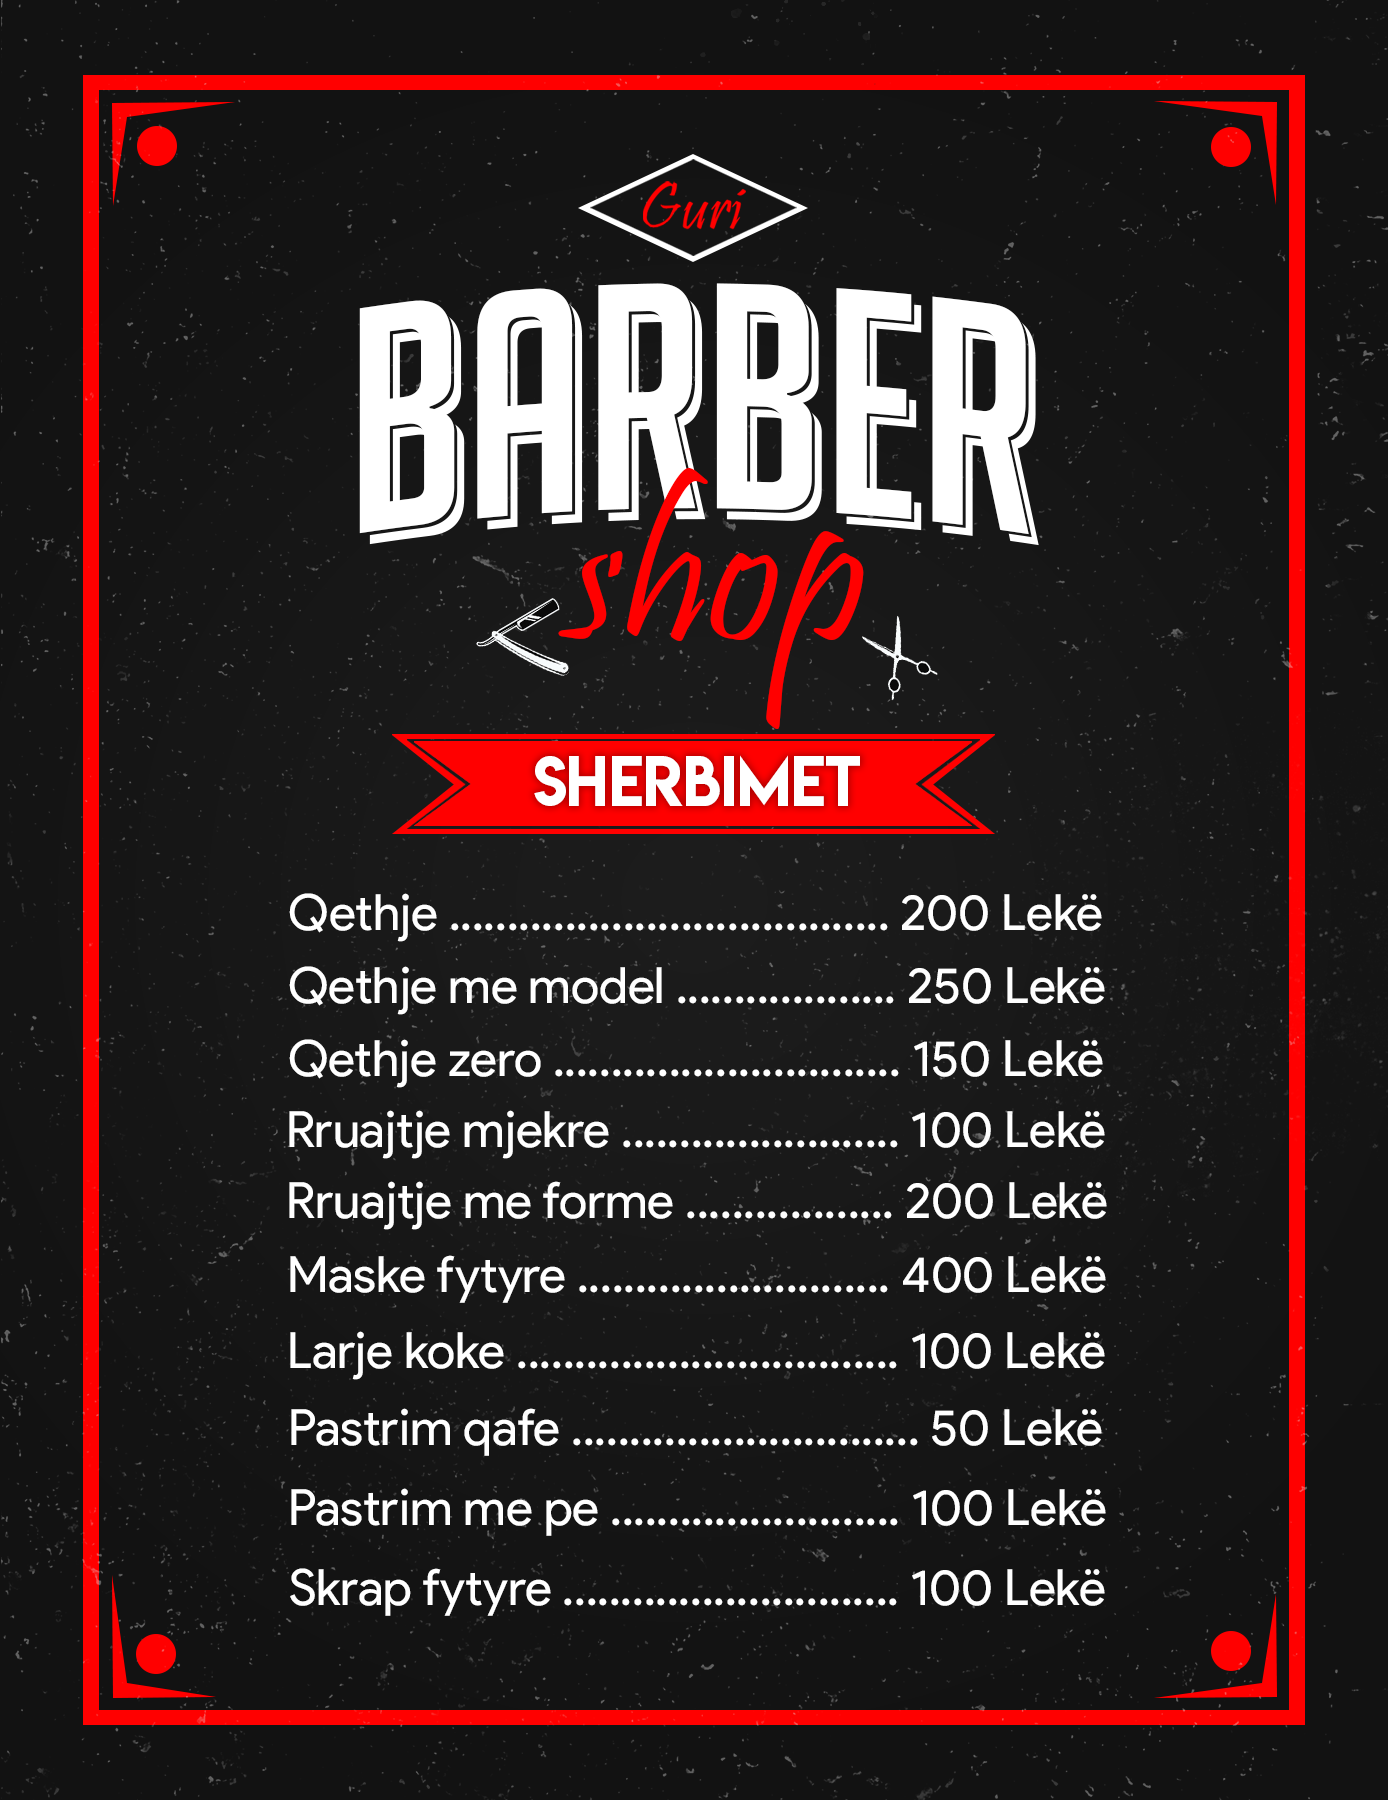 Guri
BARBER
shop
SHERBIMET
Qethje ...................................... 200 Lekë
Qethje me model ................... 250 Lekë
Qethje zero .............................. 150 Lekë
Rruajtje mjekre ........................ 100 Lekë
Rruajtje me forme .................. 200 Lekë
Maske fytyre ........................... 400 Lekë
Larje koke ................................. 100 Lekë
Pastrim qafe .............................. 50 Lekë
Pastrim me pe ......................... 100 Lekë
Skrap fytyre ............................. 100 Lekë